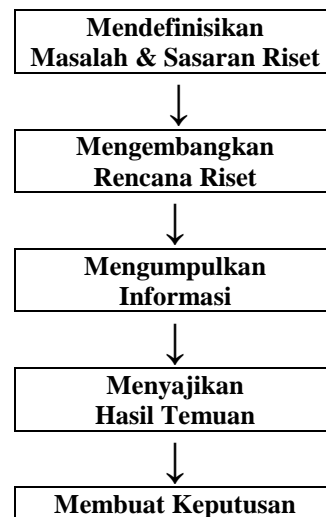 Mendefinisikan
Masalah & Sasaran Riset
Mengembangkan
Rencana Riset
Mengumpulkan
Informasi
Menyajikan
Hasil Temuan
Membuat Keputusan